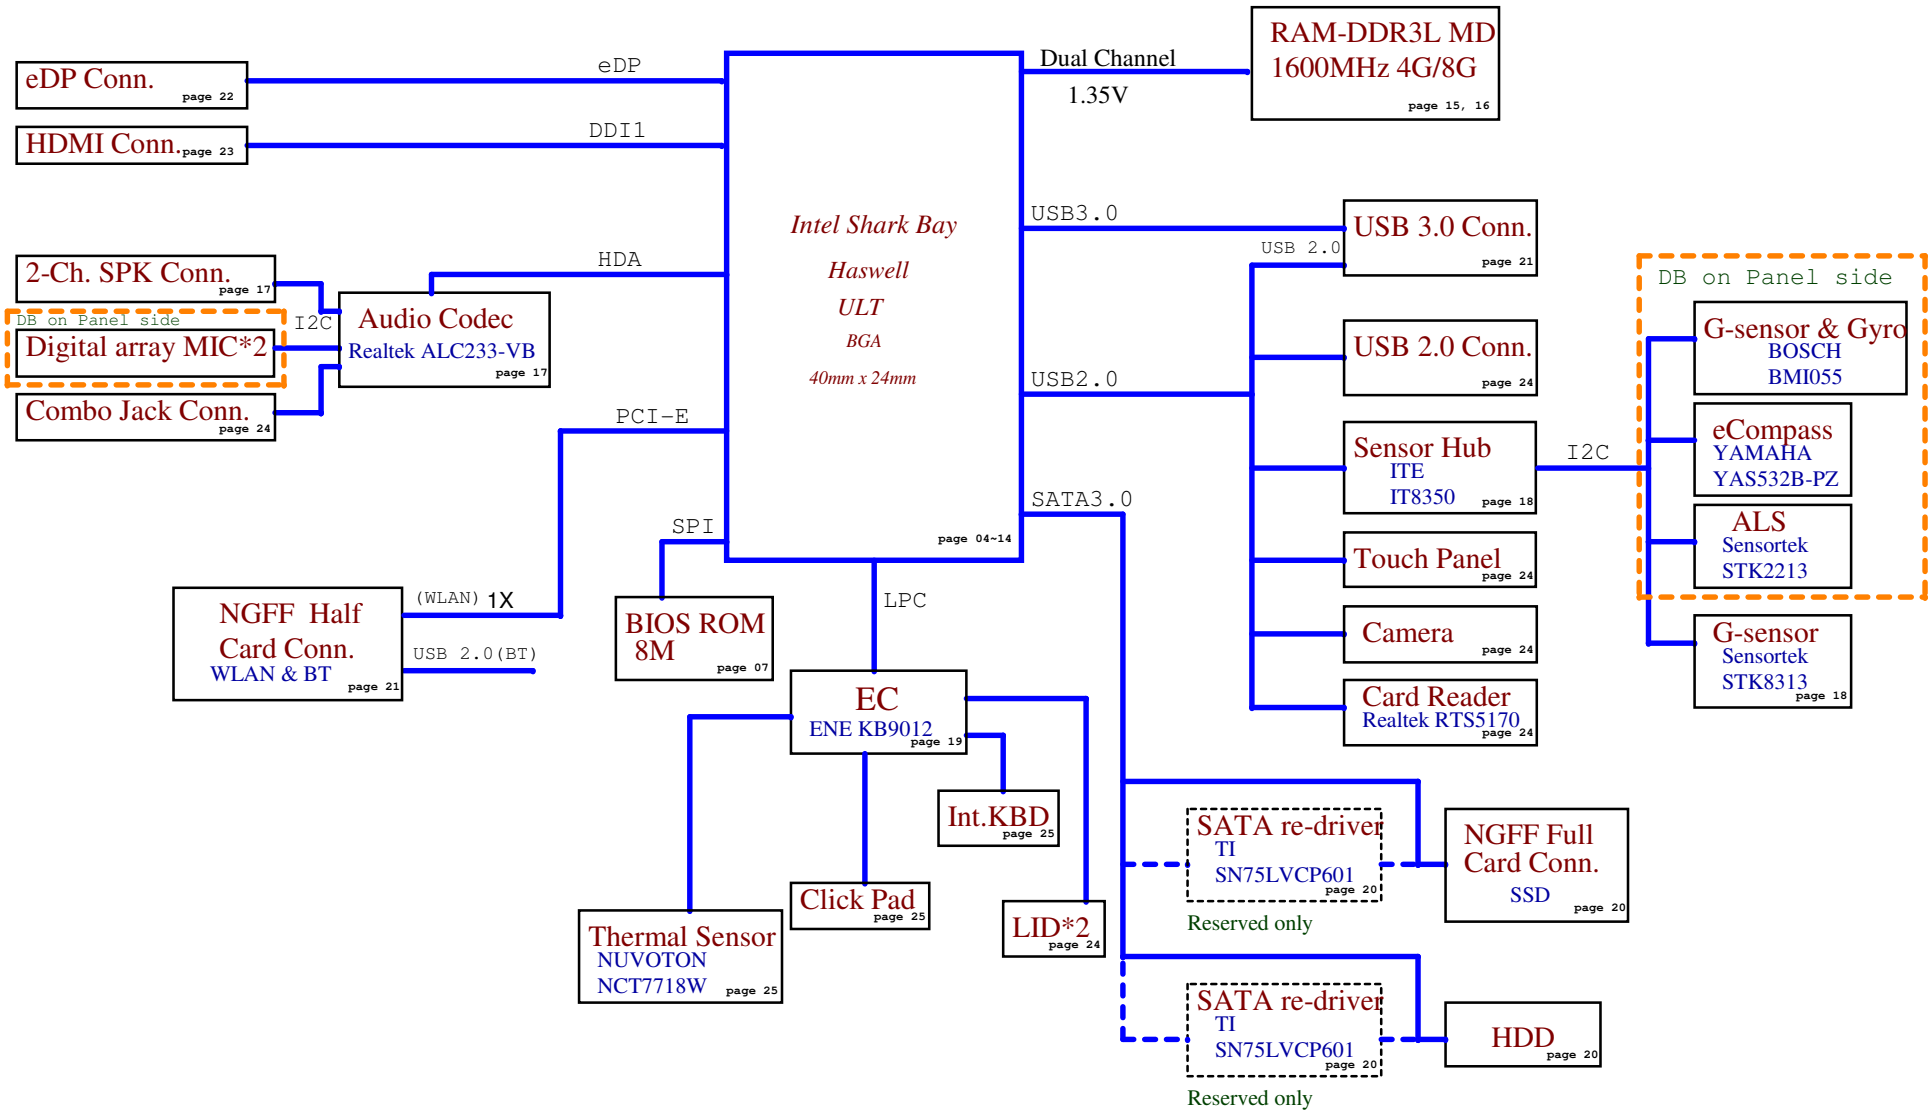 eDP Conn.
page 22
eDP
HDMI Conn.
page 23
DDI1
2-Ch. SPK Conn.
page 17
DB on Panel side
Digital array MIC*2
Combo Jack Conn.
page 24
I2C
HDA
Audio Codec
Realtek ALC233-VB
page 17
PCI-E
NGFF Half
Card Conn.
WLAN & BT
page 21
(WLAN) 1X
USB 2.0(BT)
SPI
BIOS ROM
8M
page 07
Intel Shark Bay
Haswell
ULT
BGA
40mm x 24mm
page 04~14
LPC
EC
ENE KB9012
page 19
Thermal Sensor
NUVOTON
NCT7718W
page 25
Click Pad
page 25
Int.KBD
page 25
LID*2
page 24
Dual Channel
1.35V
RAM-DDR3L MD
1600MHz 4G/8G
page 15, 16
USB3.0
USB 2.0
USB 3.0 Conn.
page 21
USB2.0
USB 2.0 Conn.
page 24
Sensor Hub
ITE
IT8350
page 18
Touch Panel
page 24
Camera
page 24
Card Reader
Realtek RTS5170
page 24
I2C
DB on Panel side
G-sensor & Gyro
BOSCH
BMI055
eCompass
YAMAHA
YAS532B-PZ
ALS
Sensortek
STK2213
G-sensor
Sensortek
STK8313
page 18
SATA3.0
SATA re-driver
TI
SN75LVCP601
page 20
Reserved only
NGFF Full
Card Conn.
SSD
page 20
SATA re-driver
TI
SN75LVCP601
page 20
Reserved only
HDD
page 20